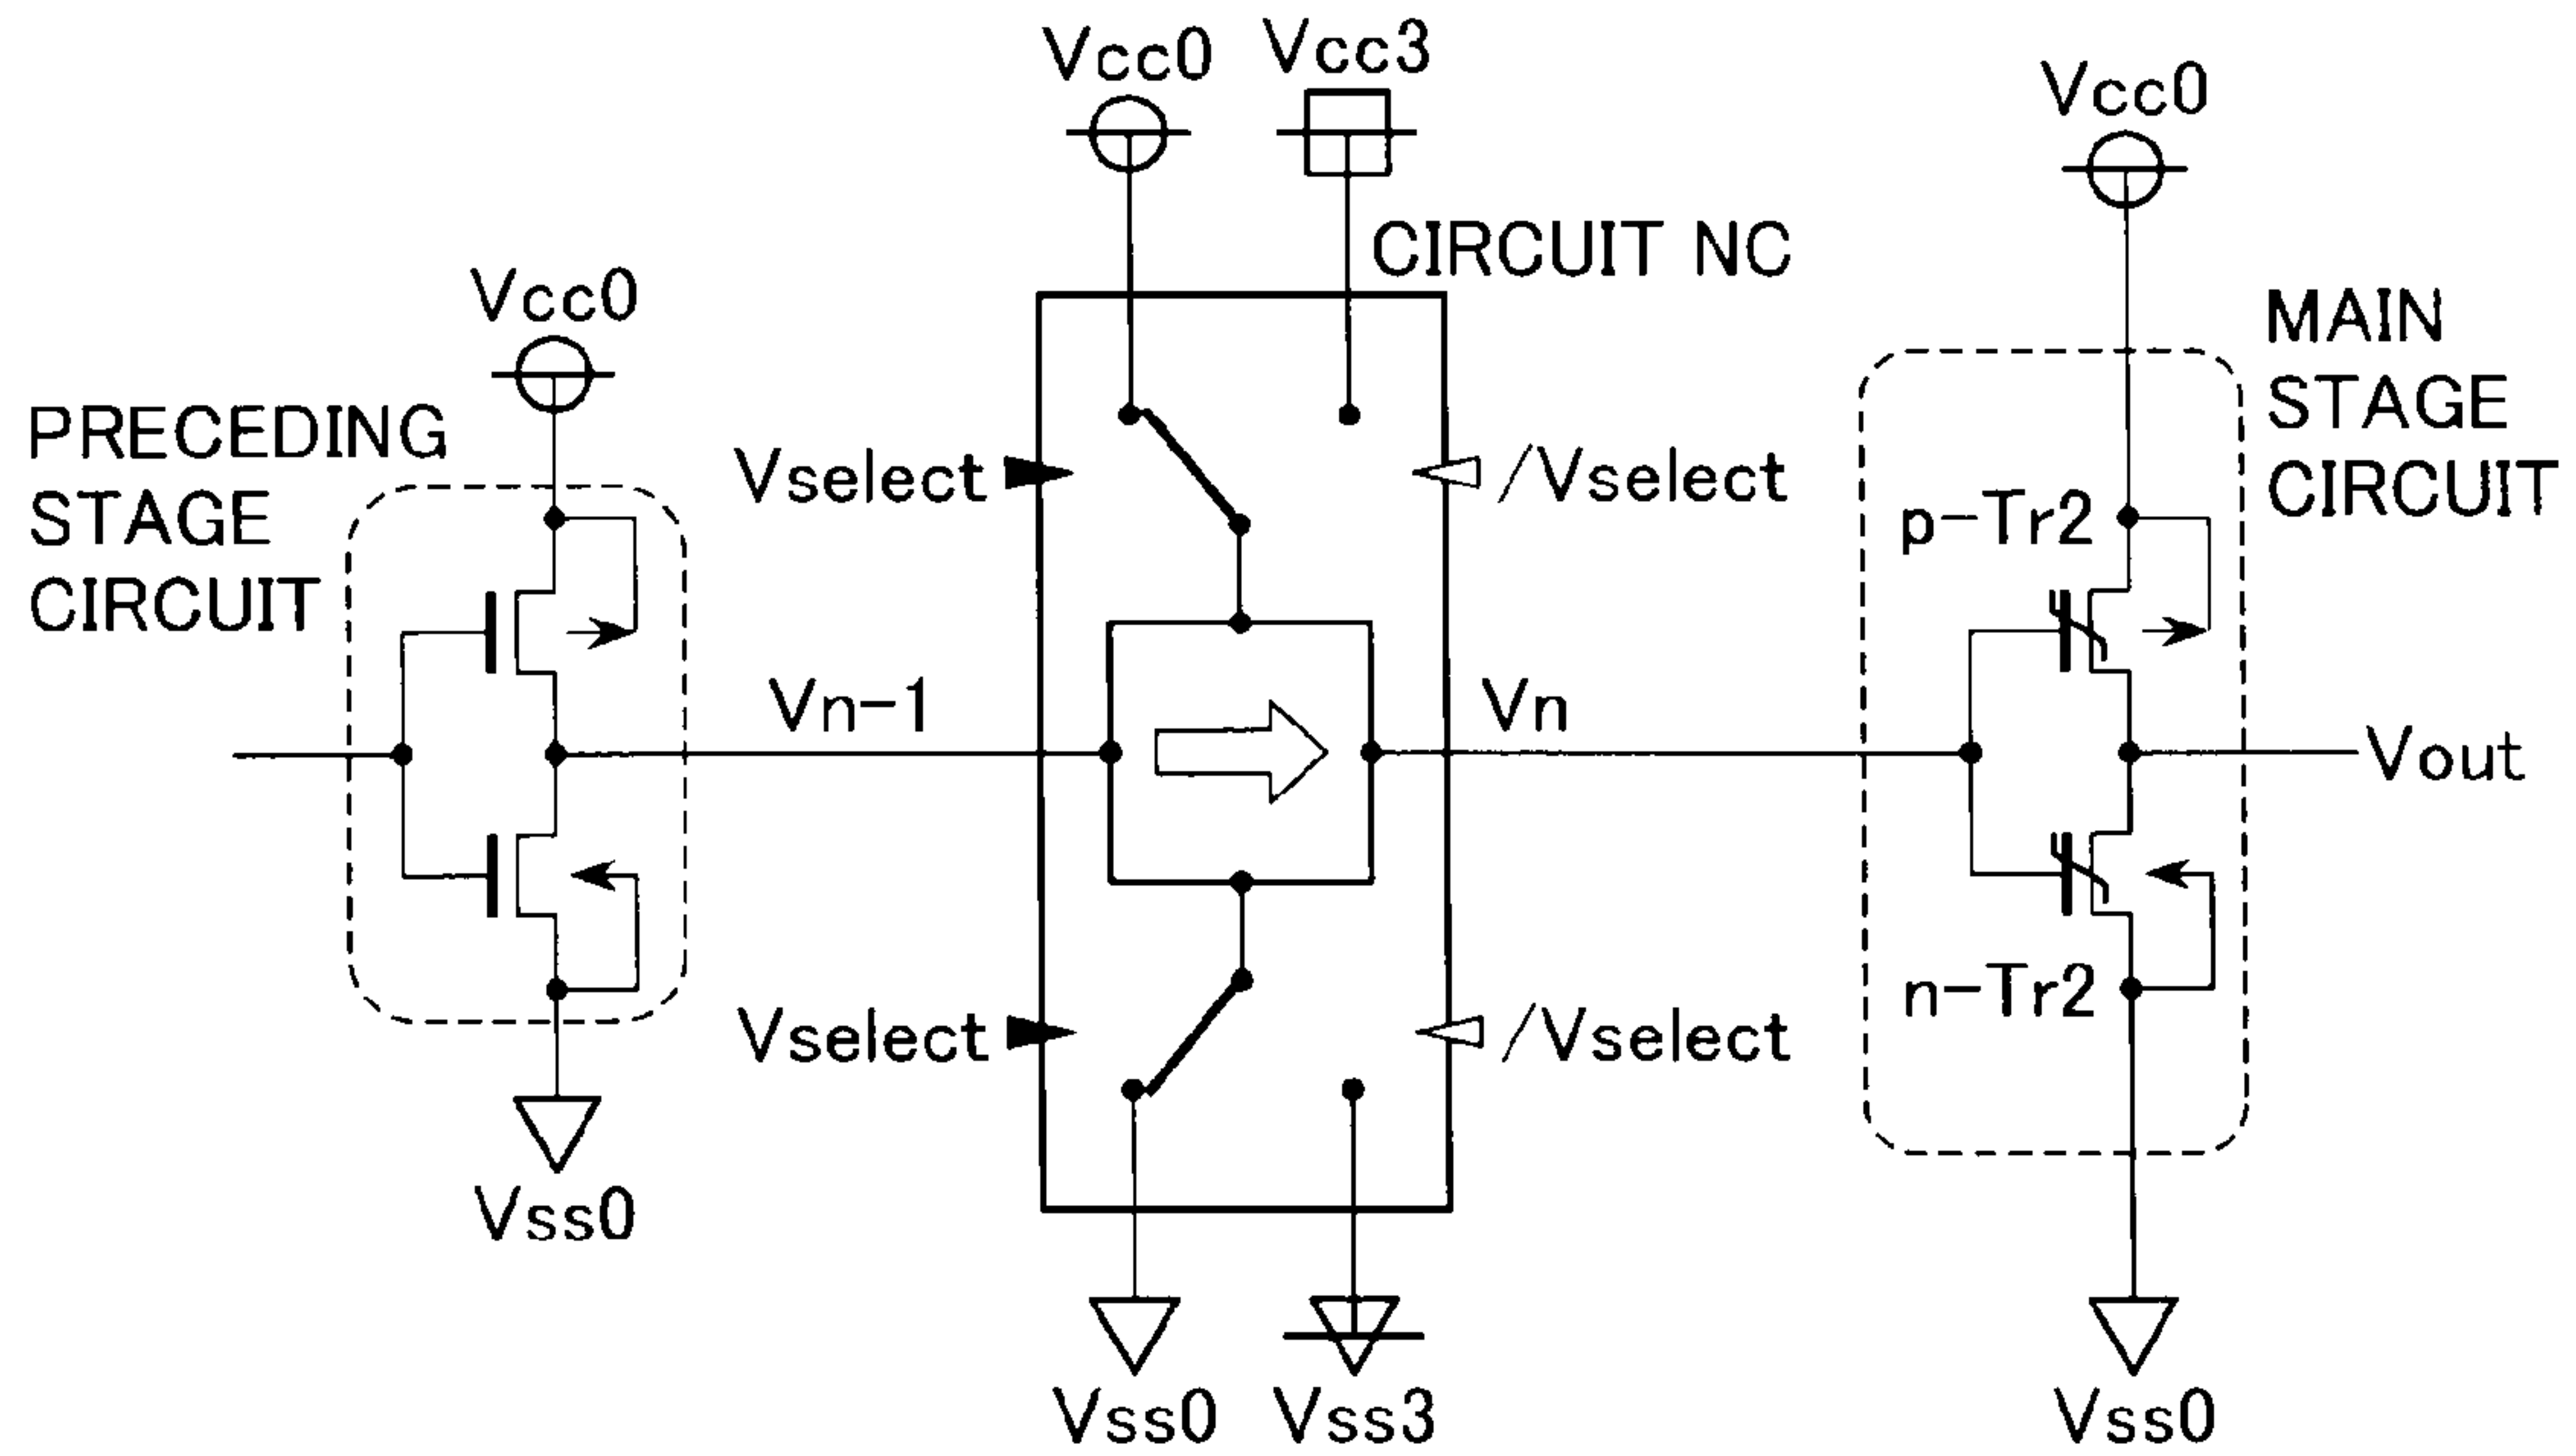 Vcc0
Vcc3
Vcc0
CIRCUIT NC
Vcc0
MAIN
STAGE
CIRCUIT
PRECEDING
STAGE
CIRCUIT
Vselect
/Vselect
p-Tr2
Vn-1
Vn
Vout
Vselect
/Vselect
n-Tr2
Vss0
Vss0
Vss3
Vss0